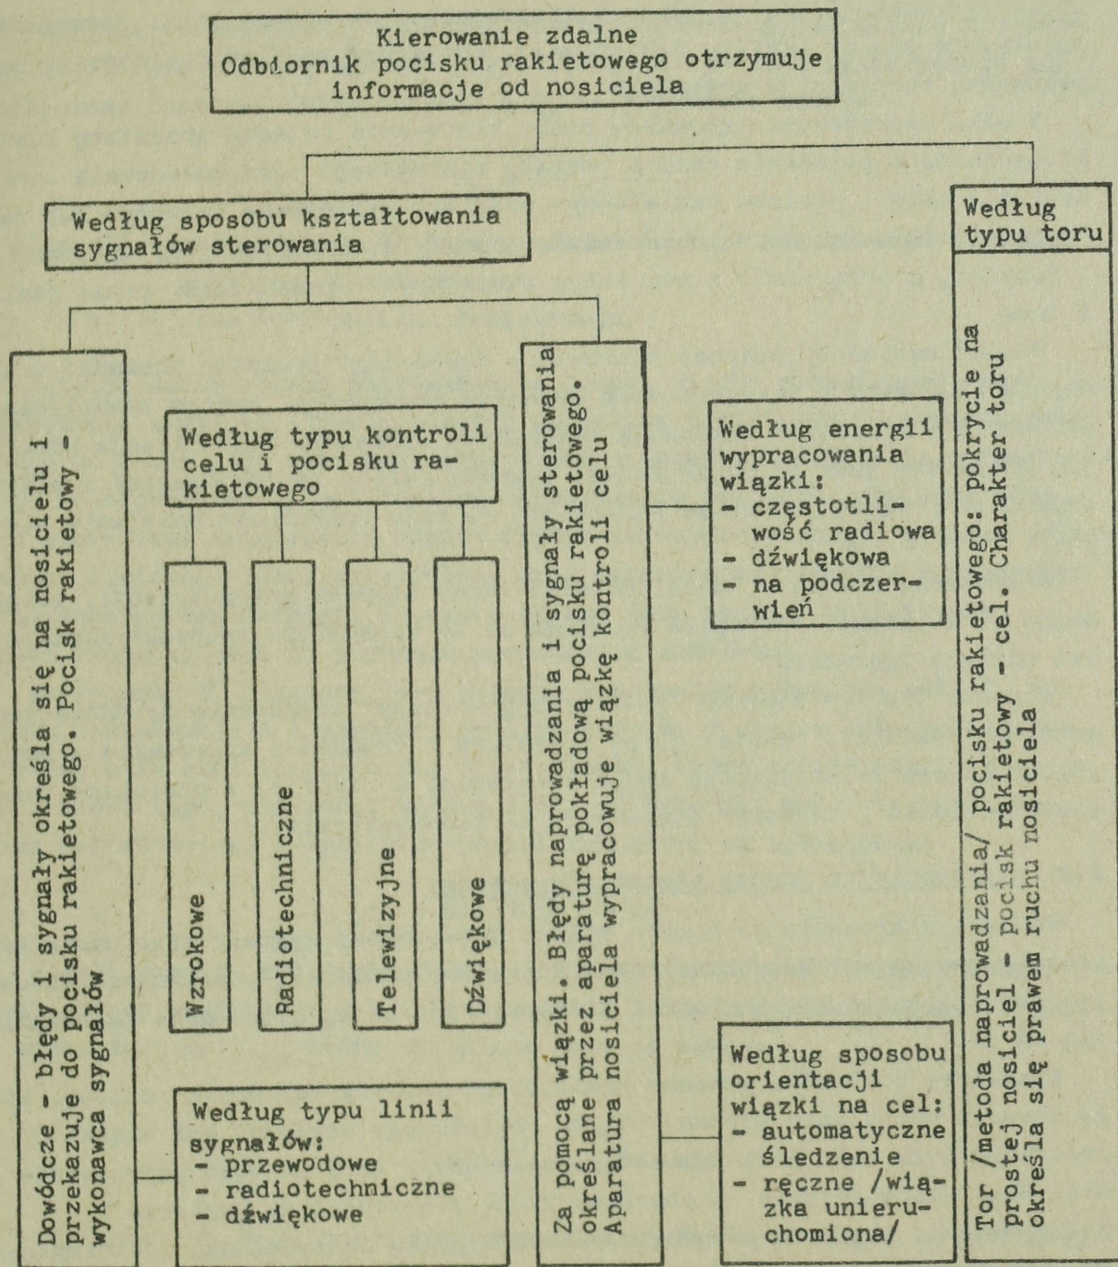 Kierowanie zdalne
Odbiornik pocisku rakietowego otrzymuje
informacje od nosiciela
Według sposobu kształtowania
sygnałów sterowania
Według
typu toru
Dowódcze - błędy i sygnały określa się na nosicielu i
przekazuje do pocisku rakietowego. Pocisk rakietowy -
wykonawca sygnałów
Według typu kontroli
celu i pocisku ra-
kietowego
Wzrokowe
Radiotechniczne
Telewizyjne
Dźwiękowe
Według typu linii
sygnałów:
- przewodowe
- radiotechniczne
- dźwiękowe
Za pomocą wiązki. Błędy naprowadzania i sygnały sterowania
określane przez aparaturę pokładową pocisku rakietowego.
Aparatura nosiciela wypracowuje wiązkę kontroli celu
Według energii
wypracowania
wiązki:
- częstotli-
wość radiowa
- dźwiękowa
- na podczer-
wień
Według sposobu
orientacji
wiązki na cel:
- automatyczne
śledzenie
- ręczne /wią-
zka unieru-
chomiona/
Tor /metoda naprowadzania/ pocisku rakietowego: pokrycie na
prostej nosiciel - pocisk rakietowy - cel. Charakter toru
określa się prawem ruchu nosiciela